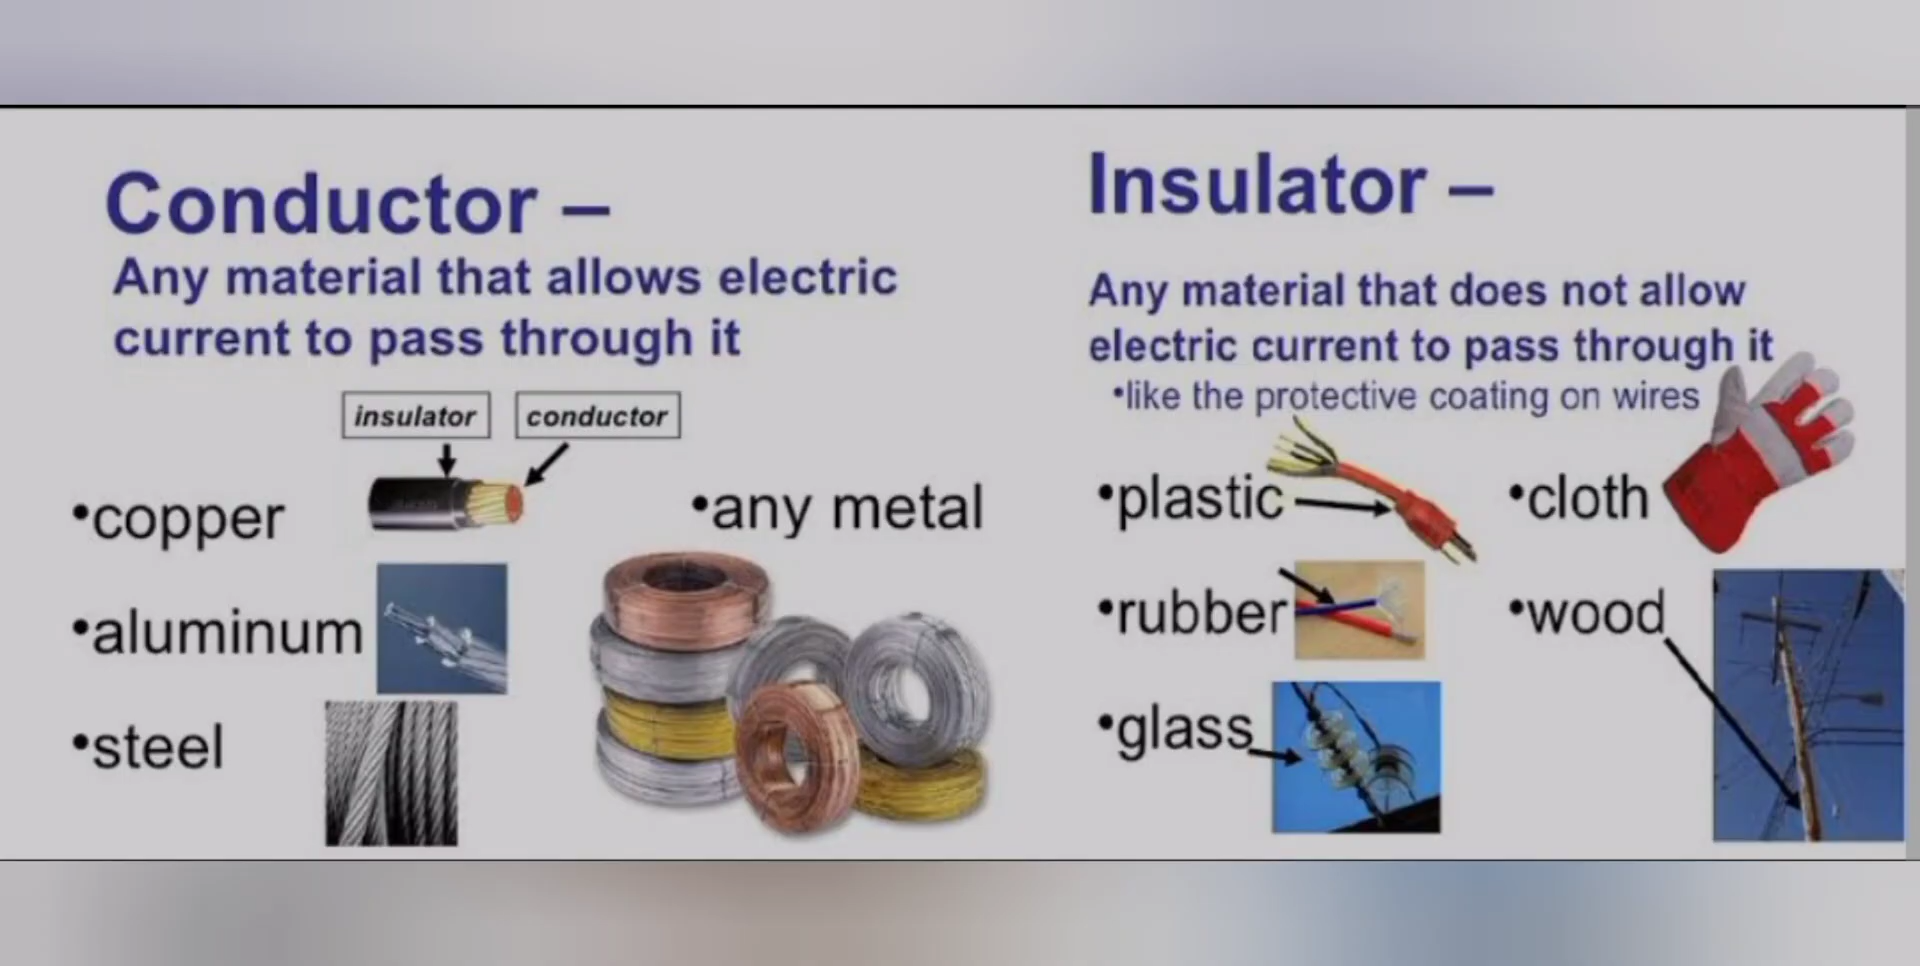 Conductor –
Any material that allows electric
current to pass through it
insulator
conductor
•copper
•any metal
•aluminum
•steel
Insulator –
Any material that does not allow
electric current to pass through it
•like the protective coating on wires
•plastic
•cloth
•rubber
•wood
•glass